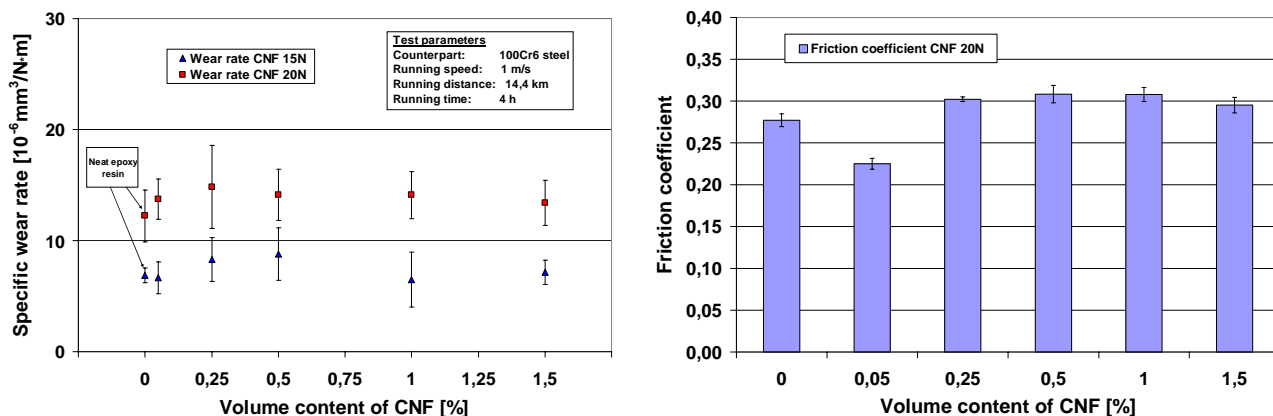 30
20
10
0
Specific wear rate [10⁻⁶mm³/N*m]
Wear rate CNF 15N
Wear rate CNF 20N
Test parameters
Counterpart: 100Cr6 steel
Running speed: 1 m/s
Running distance: 14,4 km
Running time: 4 h
Neat epoxy
resin
0 0,25 0,5 0,75 1 1,25 1,5
Volume content of CNF [%]
0,40
0,35
0,30
0,25
0,20
0,15
0,10
0,05
0,00
Friction coefficient
Friction coefficient CNF 20N
0 0,05 0,25 0,5 1 1,5
Volume content of CNF [%]